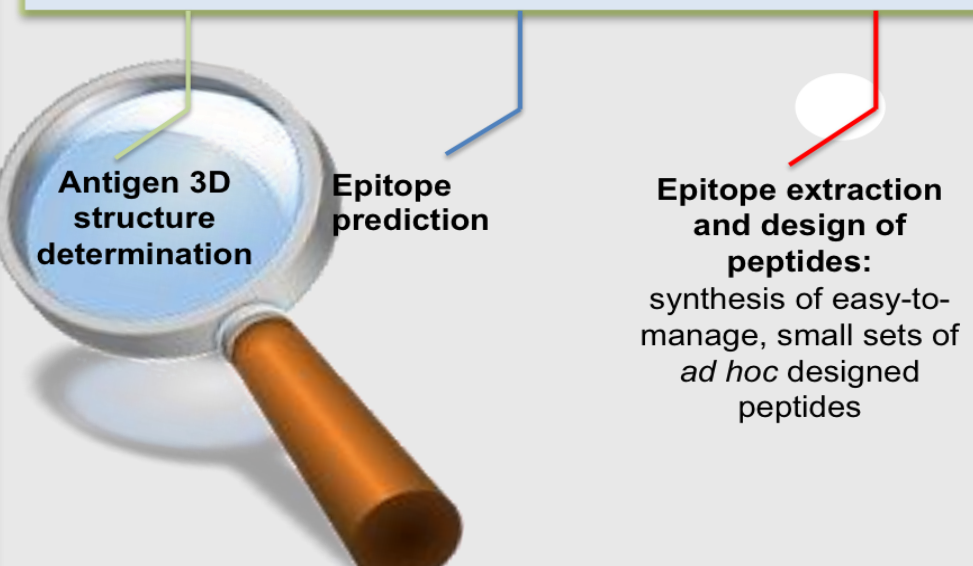 Antigen 3D
structure
determination
Epitope
prediction
Epitope extraction
and design of
peptides:
synthesis of easy-to-
manage, small sets of
ad hoc designed
peptides